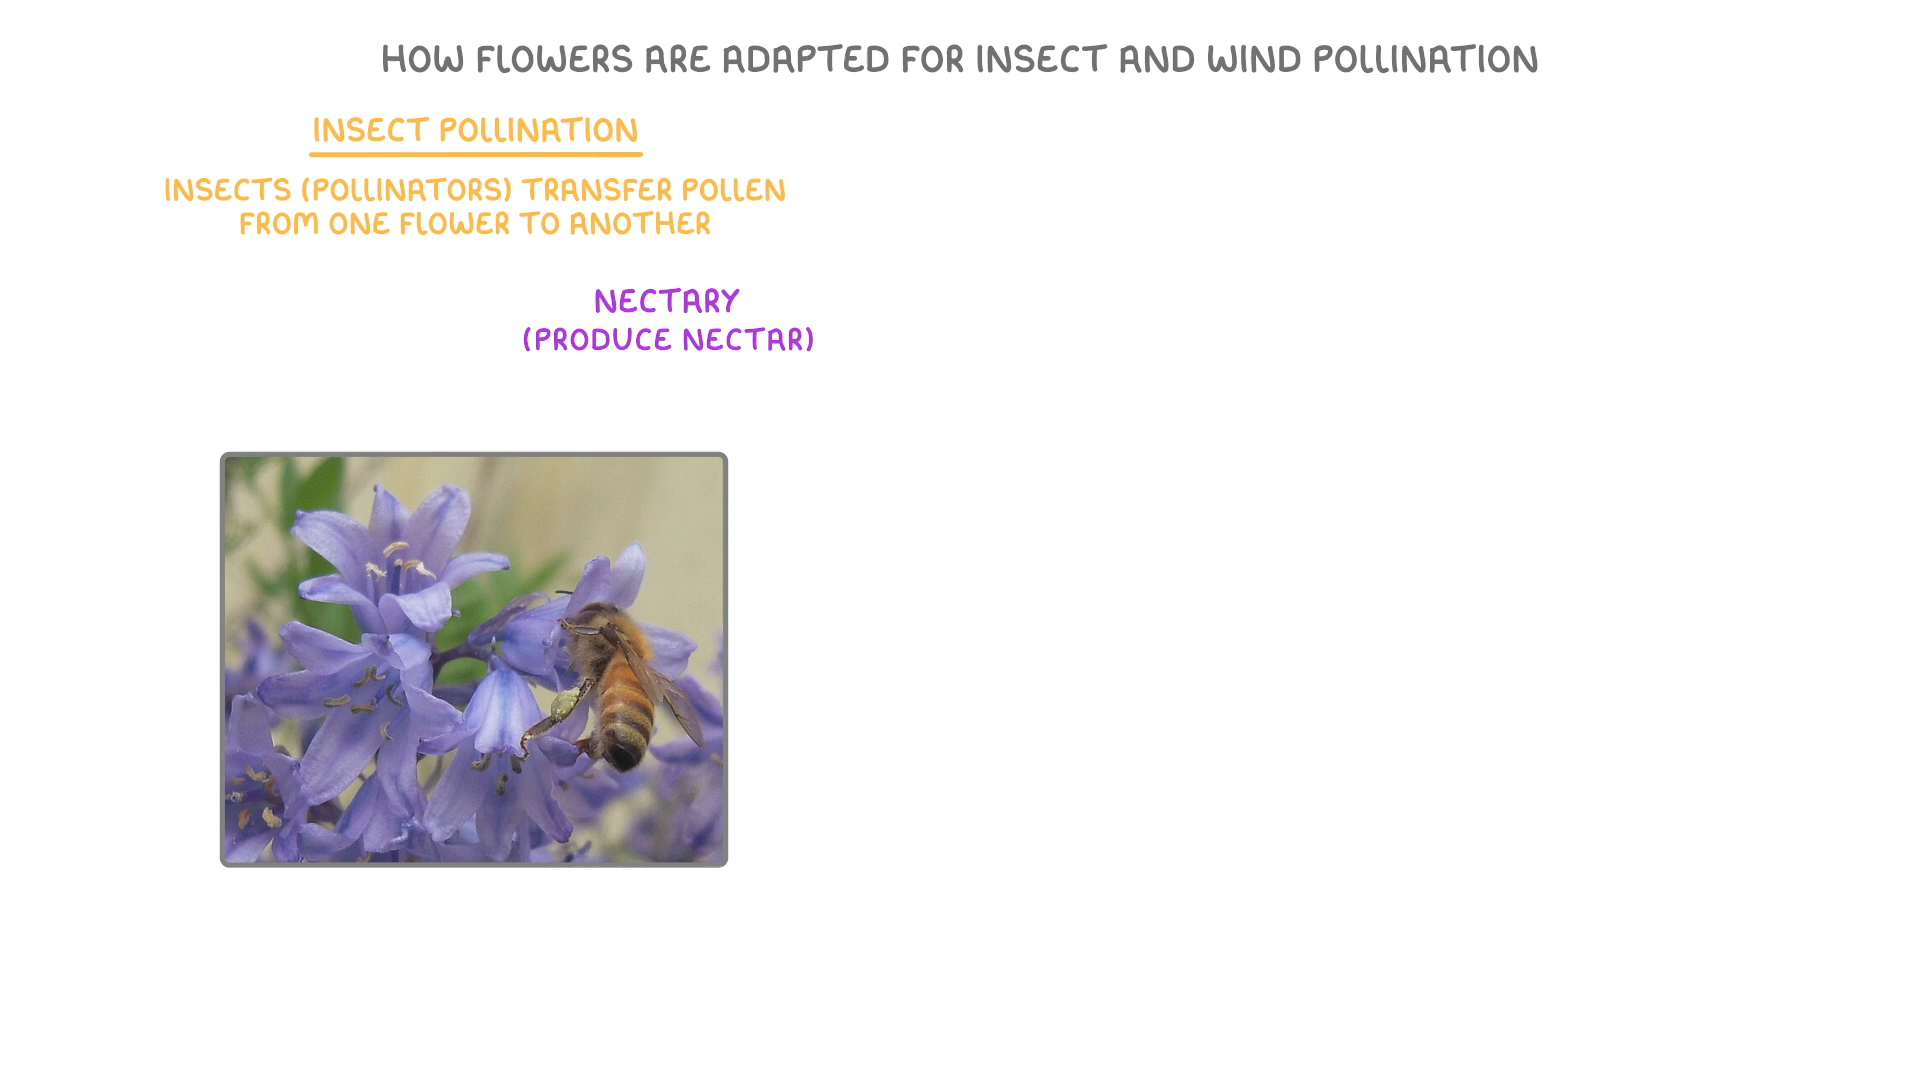 HOW FLOWERS ARE ADAPTED FOR INSECT AND WIND POLLINATION
INSECT POLLINATION
INSECTS (POLLINATORS) TRANSFER POLLEN
FROM ONE FLOWER TO ANOTHER
NECTARY
(PRODUCE NECTAR)